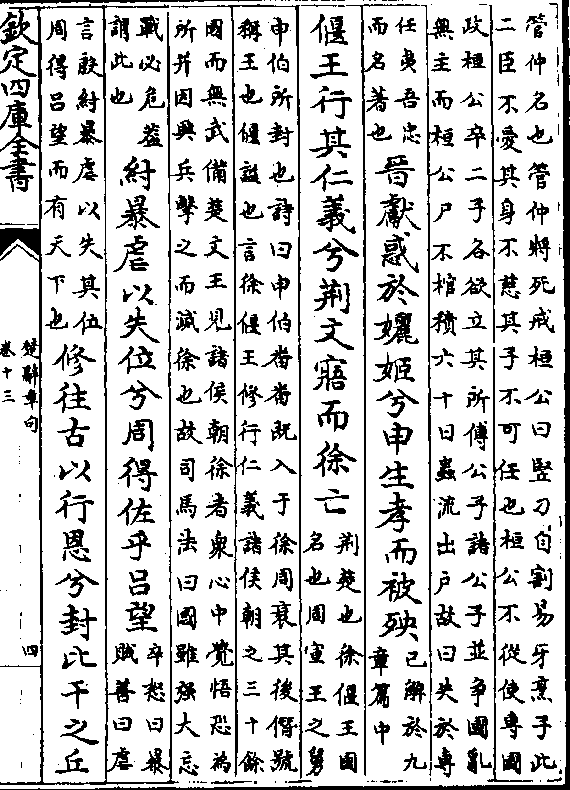 管仲名也管仲將死戒桓公曰豎刁自割易牙烹子此
二臣不愛其身不慈其子不可任也桓公不從使專國
政桓公卒二子各欲立其所傅公子諸公子並爭國亂
無主而桓公尸不棺積六十日蟲流出戶故曰失於專
任夷吾忠
而名著也
晉獻惑於孋姬兮申生孝而被殃
已解於九
章篇中
偃王行其仁義兮荆文寤而徐亡
荆楚也徐偃王國
名也周宣王之舅
申伯所封也詩曰申伯番番既入于徐周衰其後僭號
稱王也偃諡也言徐偃王修行仁義諸侯朝之三十餘
國而無武備楚文王見諸侯朝徐者衆心中覺悟恐為
所并因興兵擊之而滅徐也故司馬法曰國雖强大忘
戰必危蓋
謂此也
紂暴虐以失位兮周得佐乎吕望
卒怒曰暴
賊善曰虐
言殷紂暴虐以失其位
周得吕望而有天下也
修往古以行恩兮封比干之丘
欽定四庫全書
楚辭章句
卷十三
四